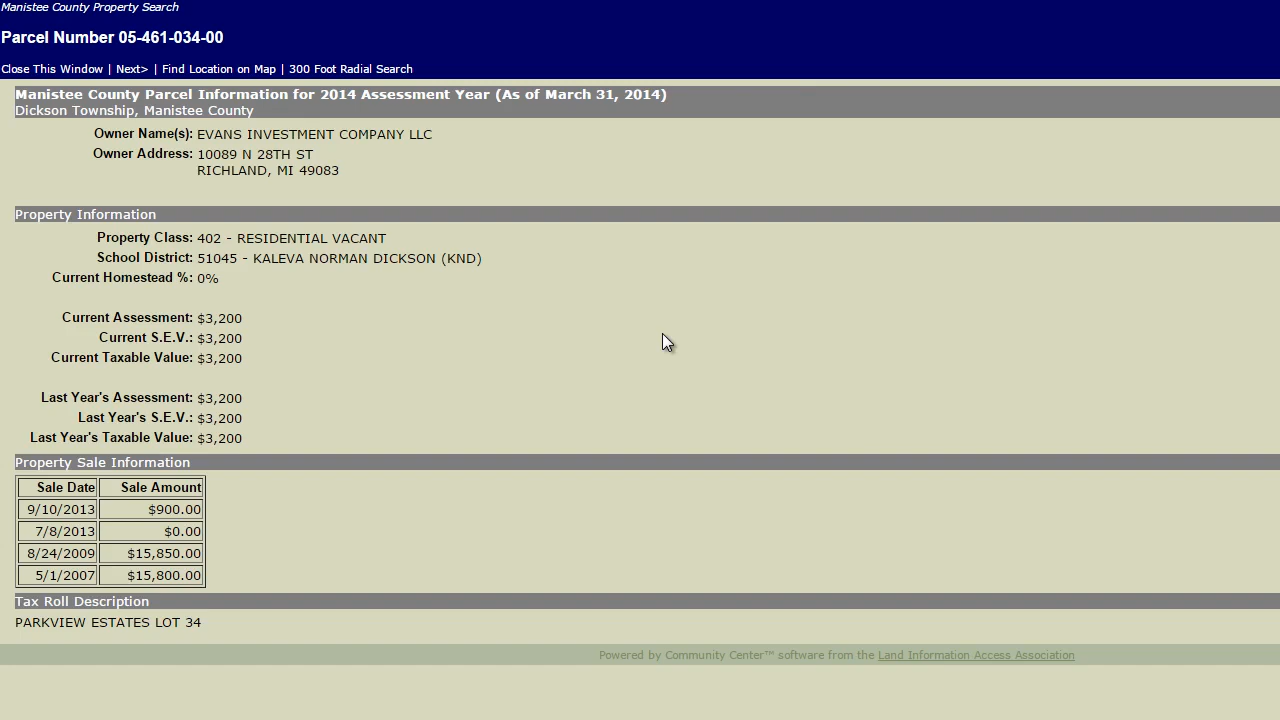 Manistee County Property Search
Parcel Number 05-461-034-00
Close This Window | Next> | Find Location on Map | 300 Foot Radial Search
Manistee County Parcel Information for 2014 Assessment Year (As of March 31, 2014)
Dickson Township, Manistee County
Owner Name(s): EVANS INVESTMENT COMPANY LLC
Owner Address: 10089 N 28TH ST
RICHLAND, MI 49083
Property Information
Property Class: 402 - RESIDENTIAL VACANT
School District: 51045 - KALEVA NORMAN DICKSON (KND)
Current Homestead %: 0%
Current Assessment: $3,200
Current S.E.V.: $3,200
Current Taxable Value: $3,200
Last Year's Assessment: $3,200
Last Year's S.E.V.: $3,200
Last Year's Taxable Value: $3,200
Property Sale Information
Sale Date Sale Amount
9/10/2013 $900.00
7/8/2013 $0.00
8/24/2009 $15,850.00
5/1/2007 $15,800.00
Tax Roll Description
PARKVIEW ESTATES LOT 34
Powered by Community Center™ software from the Land Information Access Association